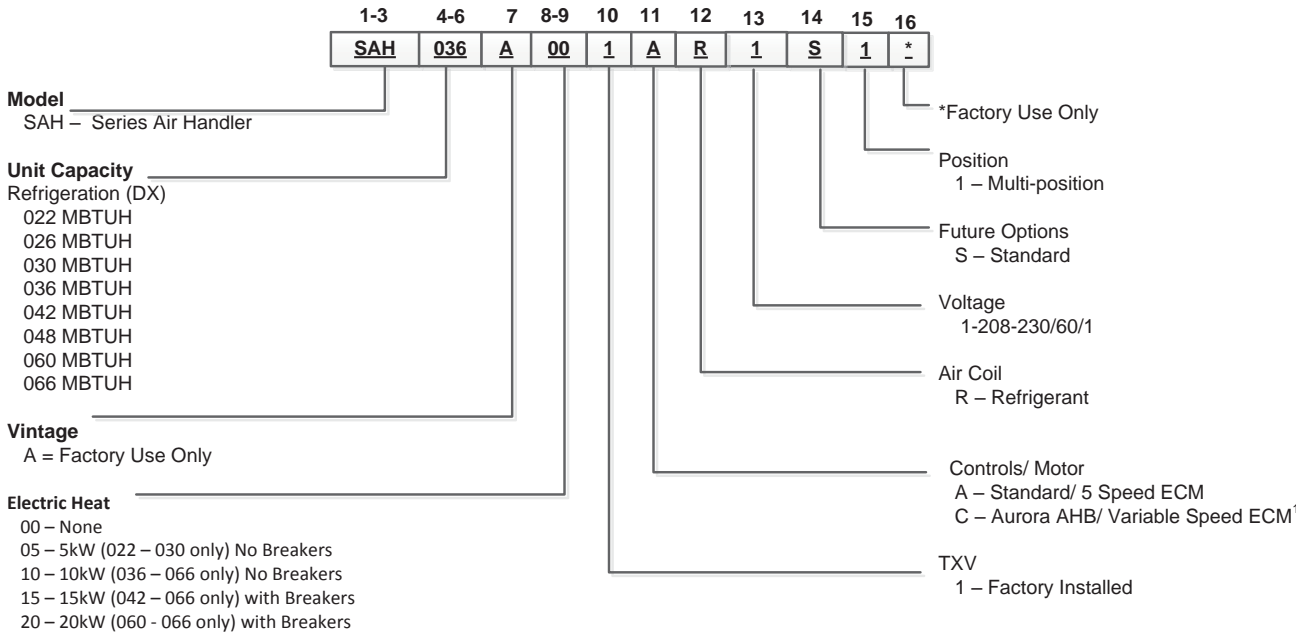 1-3 4-6 7 8-9 10 11 12 13 14 15 16
SAH 036 A 00 1 A R 1 S 1 *
Model
SAH – Series Air Handler
Unit Capacity
Refrigeration (DX)
022 MBTUH
026 MBTUH
030 MBTUH
036 MBTUH
042 MBTUH
048 MBTUH
060 MBTUH
066 MBTUH
Vintage
A = Factory Use Only
Electric Heat
00 – None
05 – 5kW (022 – 030 only) No Breakers
10 – 10kW (036 – 066 only) No Breakers
15 – 15kW (042 – 066 only) with Breakers
20 – 20kW (060 - 066 only) with Breakers
*Factory Use Only
Position
1 – Multi-position
Future Options
S – Standard
Voltage
1-208-230/60/1
Air Coil
R – Refrigerant
Controls/ Motor
A – Standard/ 5 Speed ECM
C – Aurora AHB/ Variable Speed ECM¹
TXV
1 – Factory Installed